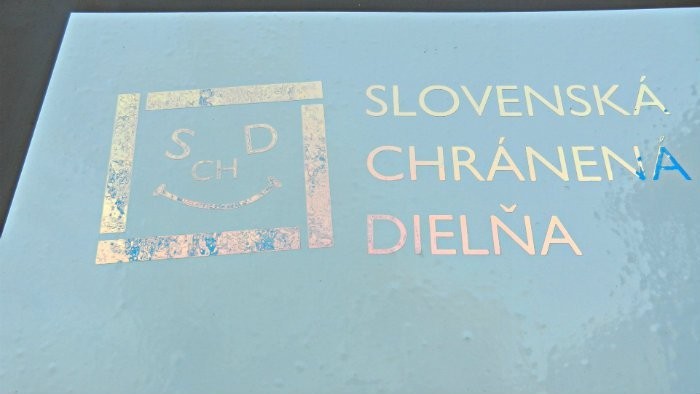 S CH D
SLOVENSKÁ
CHRÁNENÁ
DIELŇA